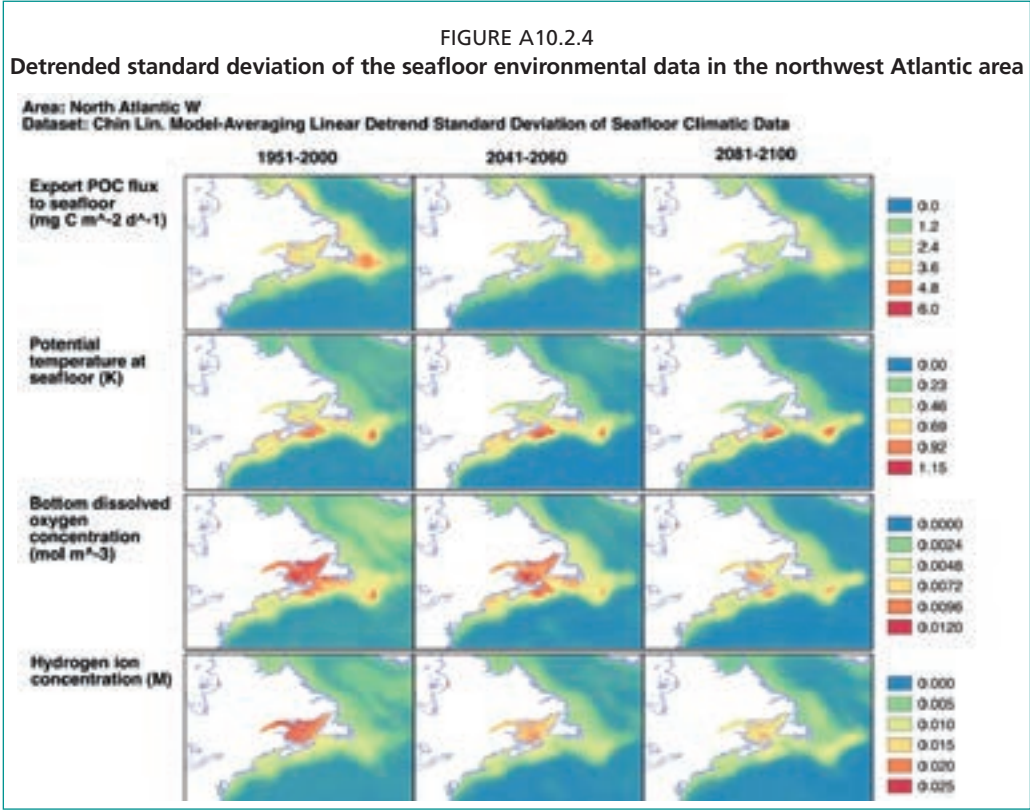 FIGURE A10.2.4
Detrended standard deviation of the seafloor environmental data in the northwest Atlantic area
Area: North Atlantic W
Dataset: Chin Lin. Model-Averaging Linear Detrend Standard Deviation of Seafloor Climatic Data
1951-2000 2041-2060 2081-2100
Export POC flux
to seafloor
(mg C m^-2 d^-1)
0.0
1.2
2.4
3.6
4.8
6.0
Potential
temperature at
seafloor (K)
0.00
0.23
0.46
0.69
0.92
1.15
Bottom dissolved
oxygen
concentration
(mol m^-3)
0.0000
0.0024
0.0048
0.0072
0.0096
0.0120
Hydrogen ion
concentration (M)
0.000
0.005
0.010
0.015
0.020
0.025